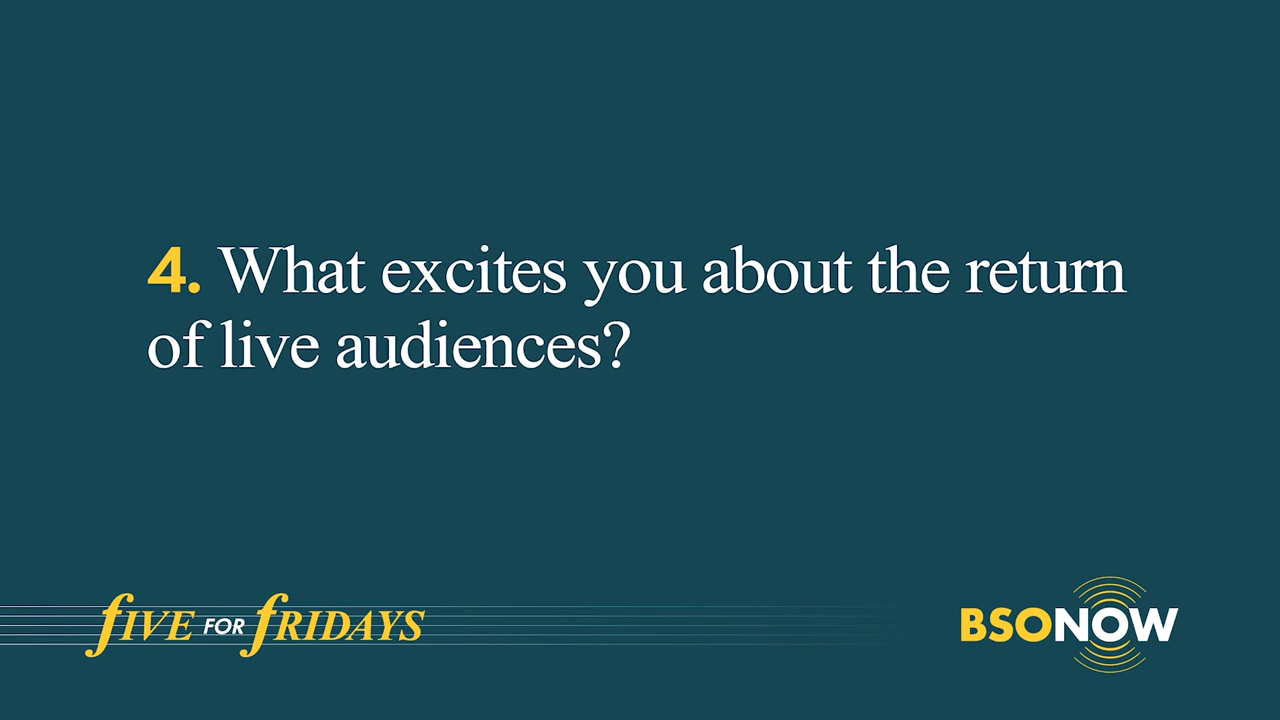 4. What excites you about the return
of live audiences?
fIVE FOR fRIDAYS
BSONOW